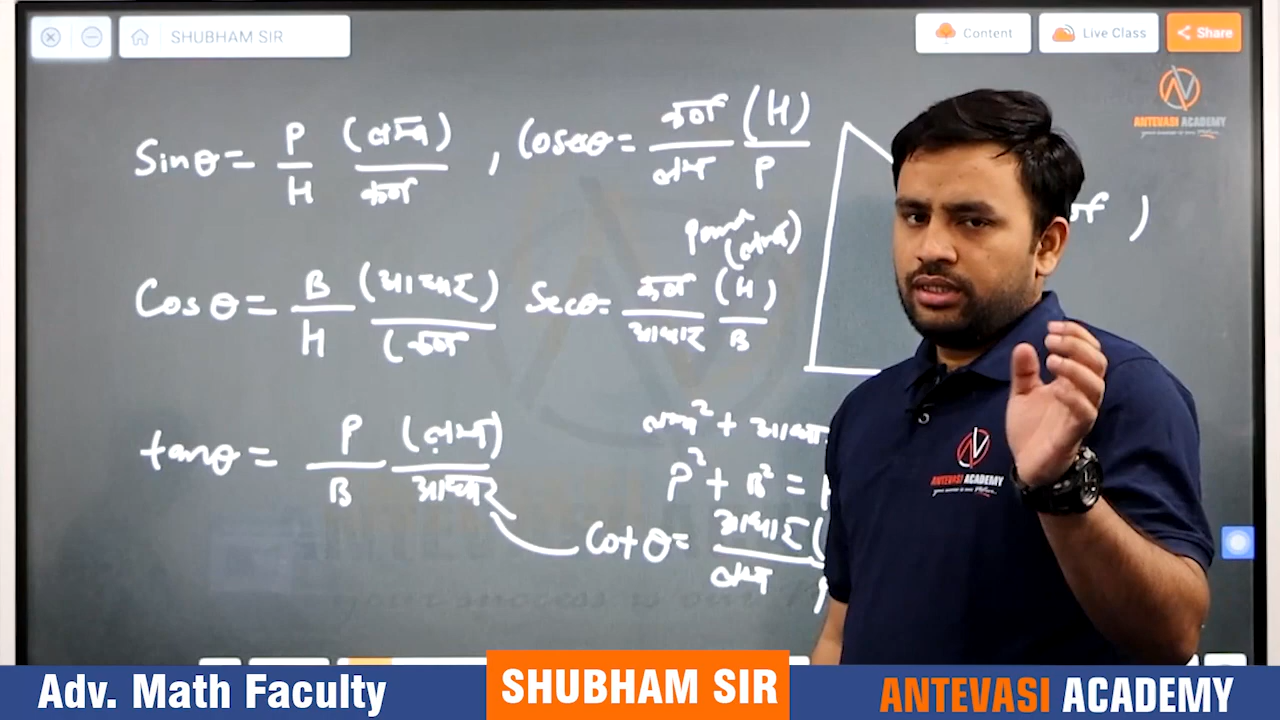 SHUBHAM SIR
Content
Live Class
Share
ANTEVASI ACADEMY
Sinθ = P/H (लम्ब)/कर्ण , Cosecθ = कर्ण/लम्ब (H)/P
(लम्ब)
Cosθ = B/H (आधार)/(कर्ण Secθ = कर्ण/आधार (H)/B
tanθ = P/B (लम्ब)/आधार
लम्ब² + आधा
P² + B² =
Cotθ = आधार/लम्ब
ANTEVASI ACADEMY
Adv. Math Faculty
SHUBHAM SIR
ANTEVASI ACADEMY